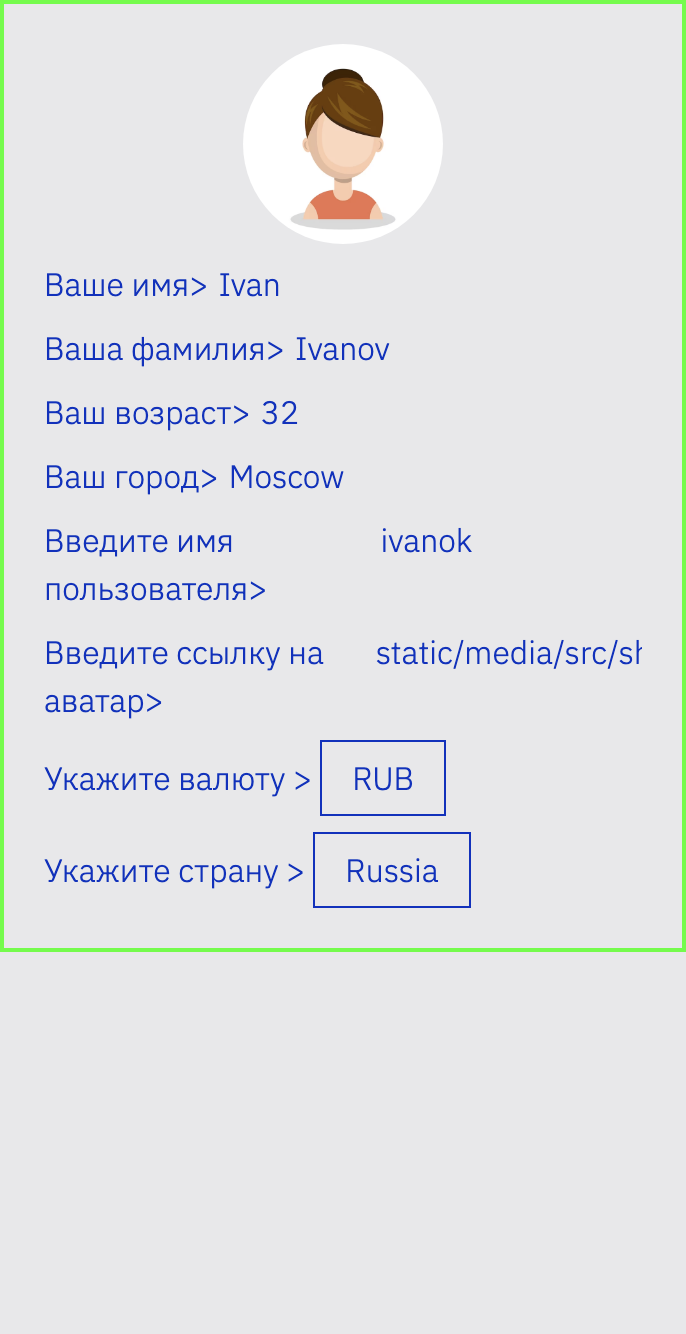 Ваше имя> Ivan
Ваша фамилия> Ivanov
Ваш возраст> 32
Ваш город> Moscow
Введите имя ivanok
пользователя>
Введите ссылку на static/media/src/sh
аватар>
Укажите валюту > RUB
Укажите страну > Russia